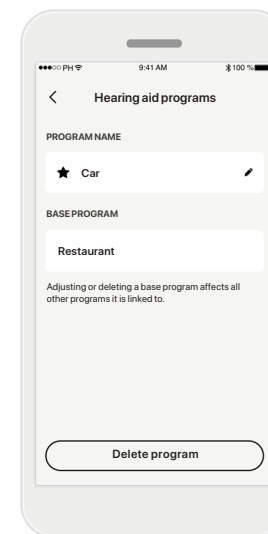 PH 9:41 AM 100 %
Hearing aid programs
PROGRAM NAME
Car
BASE PROGRAM
Restaurant
Adjusting or deleting a base program affects all
other programs it is linked to.
Delete program